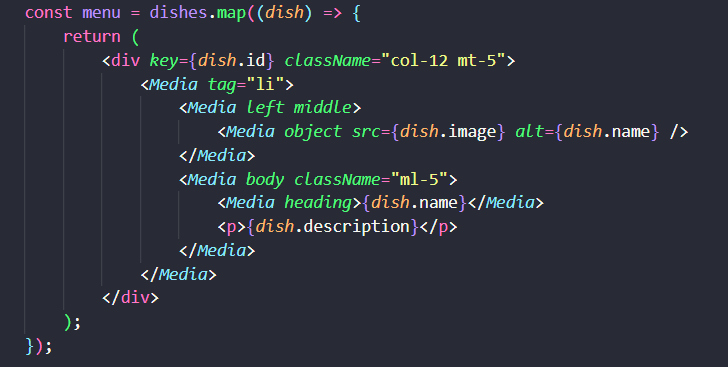 const menu = dishes.map((dish) => {
    return (
        <div key={dish.id} className="col-12 mt-5">
            <Media tag="li">
                <Media left middle>
                    <Media object src={dish.image} alt={dish.name} />
                </Media>
                <Media body className="ml-5">
                    <Media heading>{dish.name}</Media>
                    <p>{dish.description}</p>
                </Media>
            </Media>
        </div>
    );
});